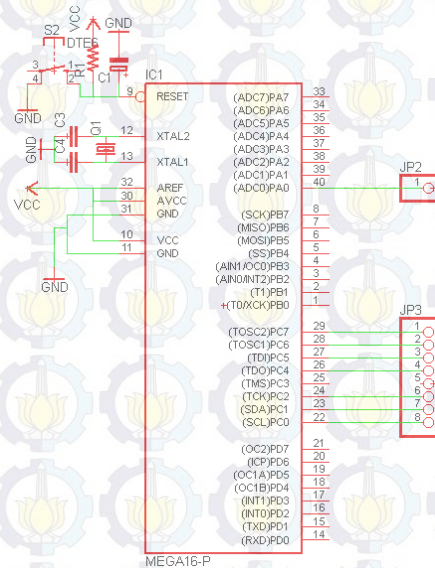 VCC
GND
S2
DTE6
3
1
4
2
R1
C1
IC1
9
RESET
GND
C3
C4
GND
Q1
12
XTAL2
13
XTAL1
VCC
32
AREF
30
AVCC
31
GND
10
VCC
11
GND
GND
(ADC7)PA7
33
(ADC6)PA6
34
(ADC5)PA5
35
(ADC4)PA4
36
(ADC3)PA3
37
(ADC2)PA2
38
(ADC1)PA1
39
(ADC0)PA0
40
(SCK)PB7
8
(MISO)PB6
7
(MOSI)PB5
6
(SS)PB4
5
(AIN1/OC0)PB3
4
(AIN0/INT2)PB2
3
(T1)PB1
2
+(T0/XCK)PB0
1
(TOSC2)PC7
29
(TOSC1)PC6
28
(TDI)PC5
27
(TDO)PC4
26
(TMS)PC3
25
(TCK)PC2
24
(SDA)PC1
23
(SCL)PC0
22
(OC2)PD7
21
(ICP)PD6
20
(OC1A)PD5
19
(OC1B)PD4
18
(INT1)PD3
17
(INT0)PD2
16
(TXD)PD1
15
(RXD)PD0
14
MEGA16-P
JP2
1
JP3
1
2
3
4
5
6
7
8